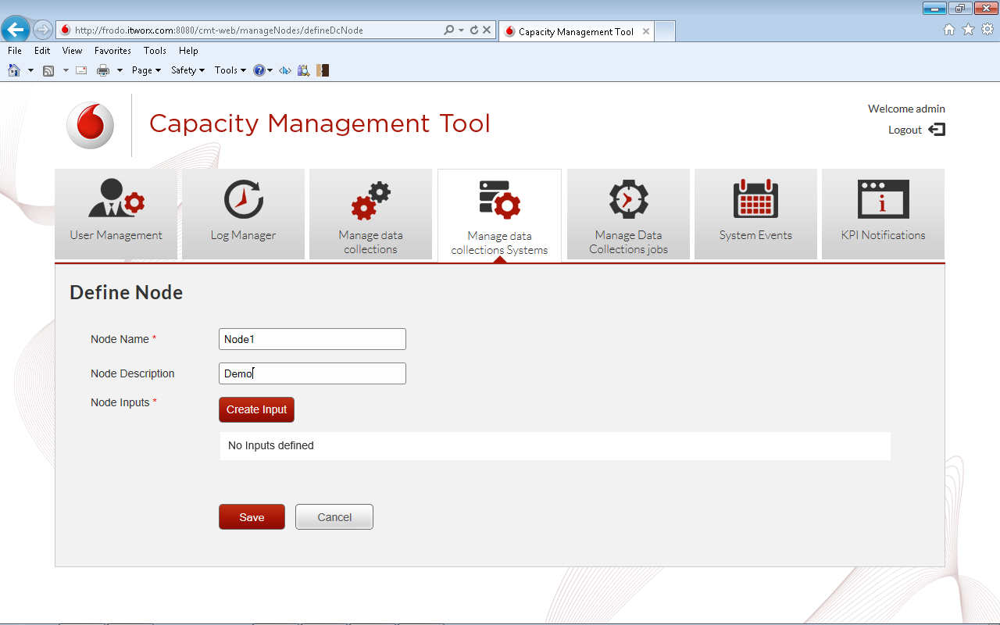 http://frodo.itworx.com:8080/cmt-web/manageNodes/defineDcNode
Capacity Management Tool
File Edit View Favorites Tools Help
Page Safety Tools
Capacity Management Tool
Welcome admin
Logout
User Management
Log Manager
Manage data
collections
Manage data
collections Systems
Manage Data
Collections jobs
System Events
KPI Notifications
Define Node
Node Name * Node1
Node Description Demo
Node Inputs * Create Input
No Inputs defined
Save Cancel